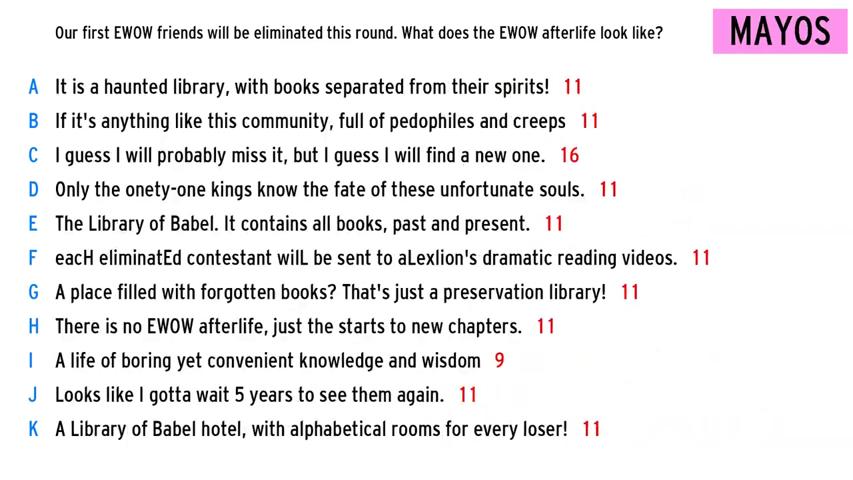 Our first EWOW friends will be eliminated this round. What does the EWOW afterlife look like?
MAYOS
A It is a haunted library, with books separated from their spirits! 11
B If it's anything like this community, full of pedophiles and creeps 11
C I guess I will probably miss it, but I guess I will find a new one. 16
D Only the onety-one kings know the fate of these unfortunate souls. 11
E The Library of Babel. It contains all books, past and present. 11
F eacH eliminatEd contestant wilL be sent to aLexlion's dramatic reading videos. 11
G A place filled with forgotten books? That's just a preservation library! 11
H There is no EWOW afterlife, just the starts to new chapters. 11
I A life of boring yet convenient knowledge and wisdom 9
J Looks like I gotta wait 5 years to see them again. 11
K A Library of Babel hotel, with alphabetical rooms for every loser! 11